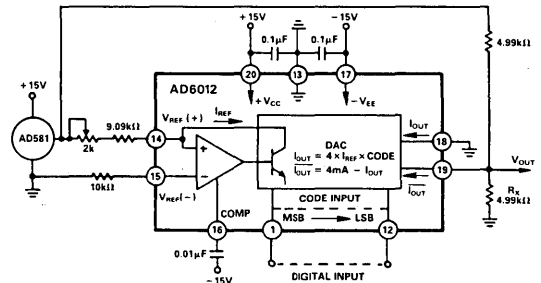 +15V
−15V
0.1µF
0.1µF
4.99kΩ
20
13
17
AD6012
+VCC
−VEE
+15V
AD581
2k
9.09kΩ
14
VREF (+)
IREF
DAC
IOUT = 4 × IREF × CODE
IOUT = 4mA − IOUT
IOUT
18
19
VOUT
IOUT
10kΩ
15
VREF(−)
+
−
CODE INPUT
RX
4.99kΩ
COMP
MSB
LSB
16
1
12
0.01µF
−15V
DIGITAL INPUT